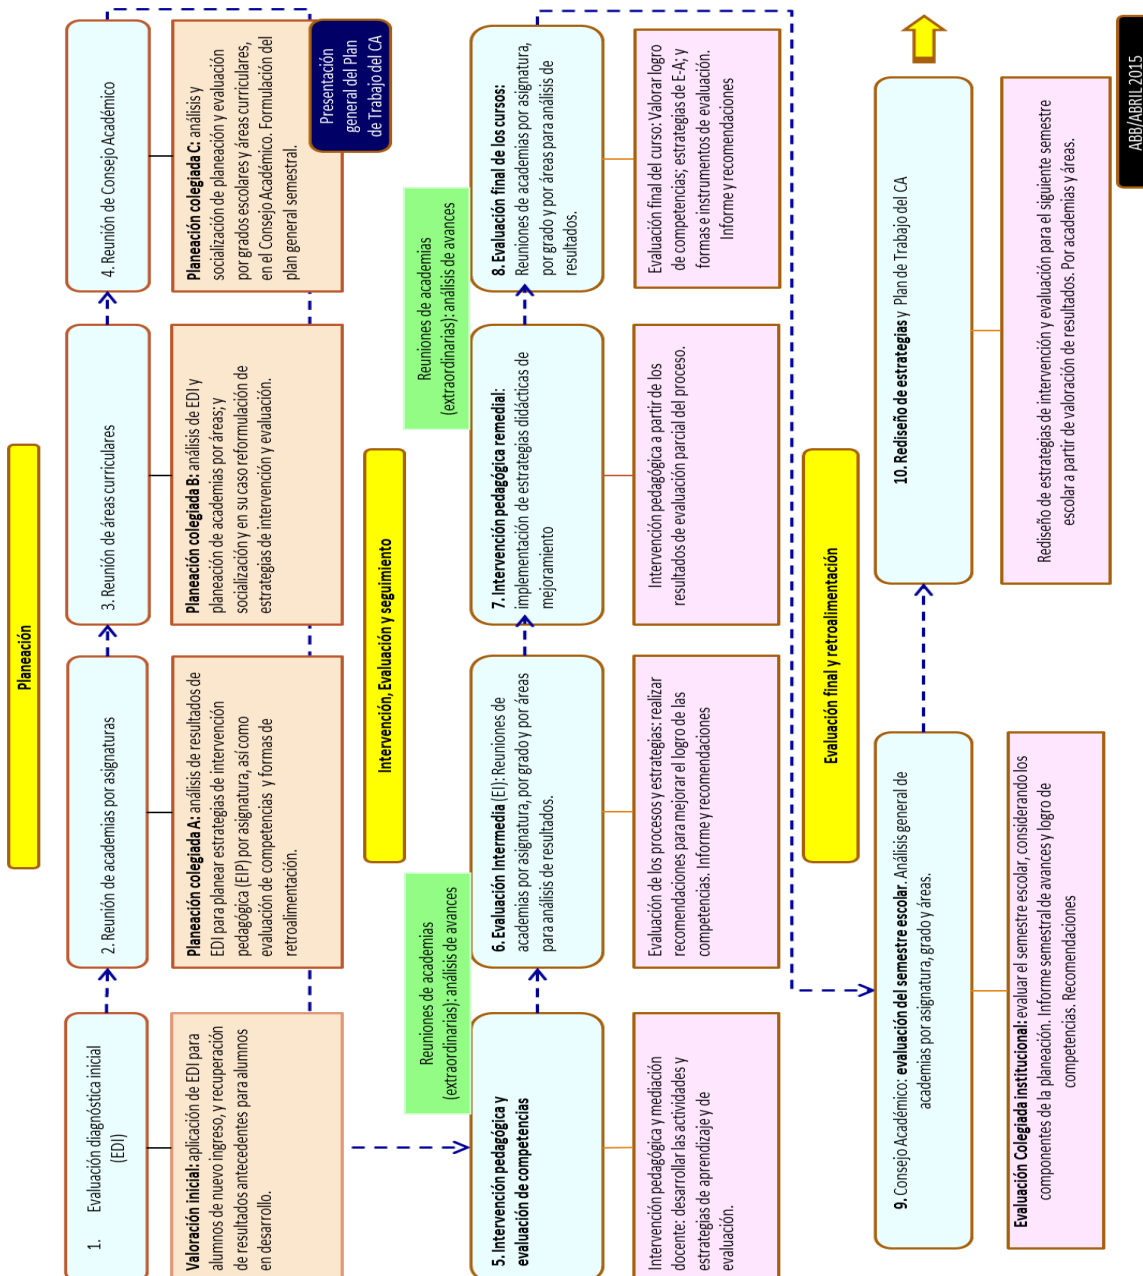 Planeación
1. Evaluación diagnóstica inicial
(EDI)
2. Reunión de academias por asignaturas
3. Reunión de áreas curriculares
4. Reunión de Consejo Académico
Valoración inicial: aplicación de EDI para
alumnos de nuevo ingreso, y recuperación
de resultados antecedentes para alumnos
en desarrollo.
Planeación colegiada A: análisis de resultados de
EDI para planear estrategias de intervención
pedagógica (EIP) por asignatura, así como
evaluación de competencias y formas de
retroalimentación.
Planeación colegiada B: análisis de EDI y
planeación de academias por áreas; y
socialización y en su caso reformulación de
estrategias de intervención y evaluación.
Planeación colegiada C: análisis y
socialización de planeación y evaluación
por grados escolares y áreas curriculares,
en el Consejo Académico. Formulación del
plan general semestral.
Presentación
general del Plan
de Trabajo del CA
Intervención, Evaluación y seguimiento
Reuniones de academias
(extraordinarias): análisis de avances
Reuniones de academias
(extraordinarias): análisis de avances
5. Intervención pedagógica y
evaluación de competencias
6. Evaluación Intermedia (EI): Reuniones de
academias por asignatura, por grado y por áreas
para análisis de resultados.
7. Intervención pedagógica remedial:
implementación de estrategias didácticas de
mejoramiento
8. Evaluación final de los cursos:
Reuniones de academias por asignatura,
por grado y por áreas para análisis de
resultados.
Intervención pedagógica y mediación
docente: desarrollar las actividades y
estrategias de aprendizaje y de
evaluación.
Evaluación de los procesos y estrategias: realizar
recomendaciones para mejorar el logro de las
competencias. Informe y recomendaciones
Intervención pedagógica a partir de los
resultados de evaluación parcial del proceso.
Evaluación final del curso: Valorar logro
de competencias; estrategias de E-A; y
formas e instrumentos de evaluación.
Informe y recomendaciones
Evaluación final y retroalimentación
9. Consejo Académico: evaluación del semestre escolar. Análisis general de
academias por asignatura, grado y áreas.
10. Rediseño de estrategias y Plan de Trabajo del CA
Evaluación Colegiada institucional: evaluar el semestre escolar, considerando los
componentes de la planeación. Informe semestral de avances y logro de
competencias. Recomendaciones
Rediseño de estrategias de intervención y evaluación para el siguiente semestre
escolar a partir de valoración de resultados. Por academias y áreas.
ABB/ABRIL 2015